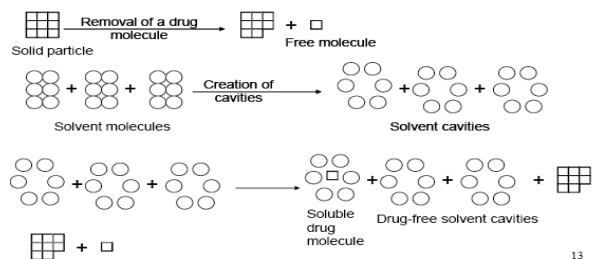 Removal of a drug
molecule
+
Solid particle
Free molecule
+ +
Creation of
cavities
+ +
Solvent molecules
Solvent cavities
+ +
+ + +
Soluble
drug
molecule
Drug-free solvent cavities
+
13